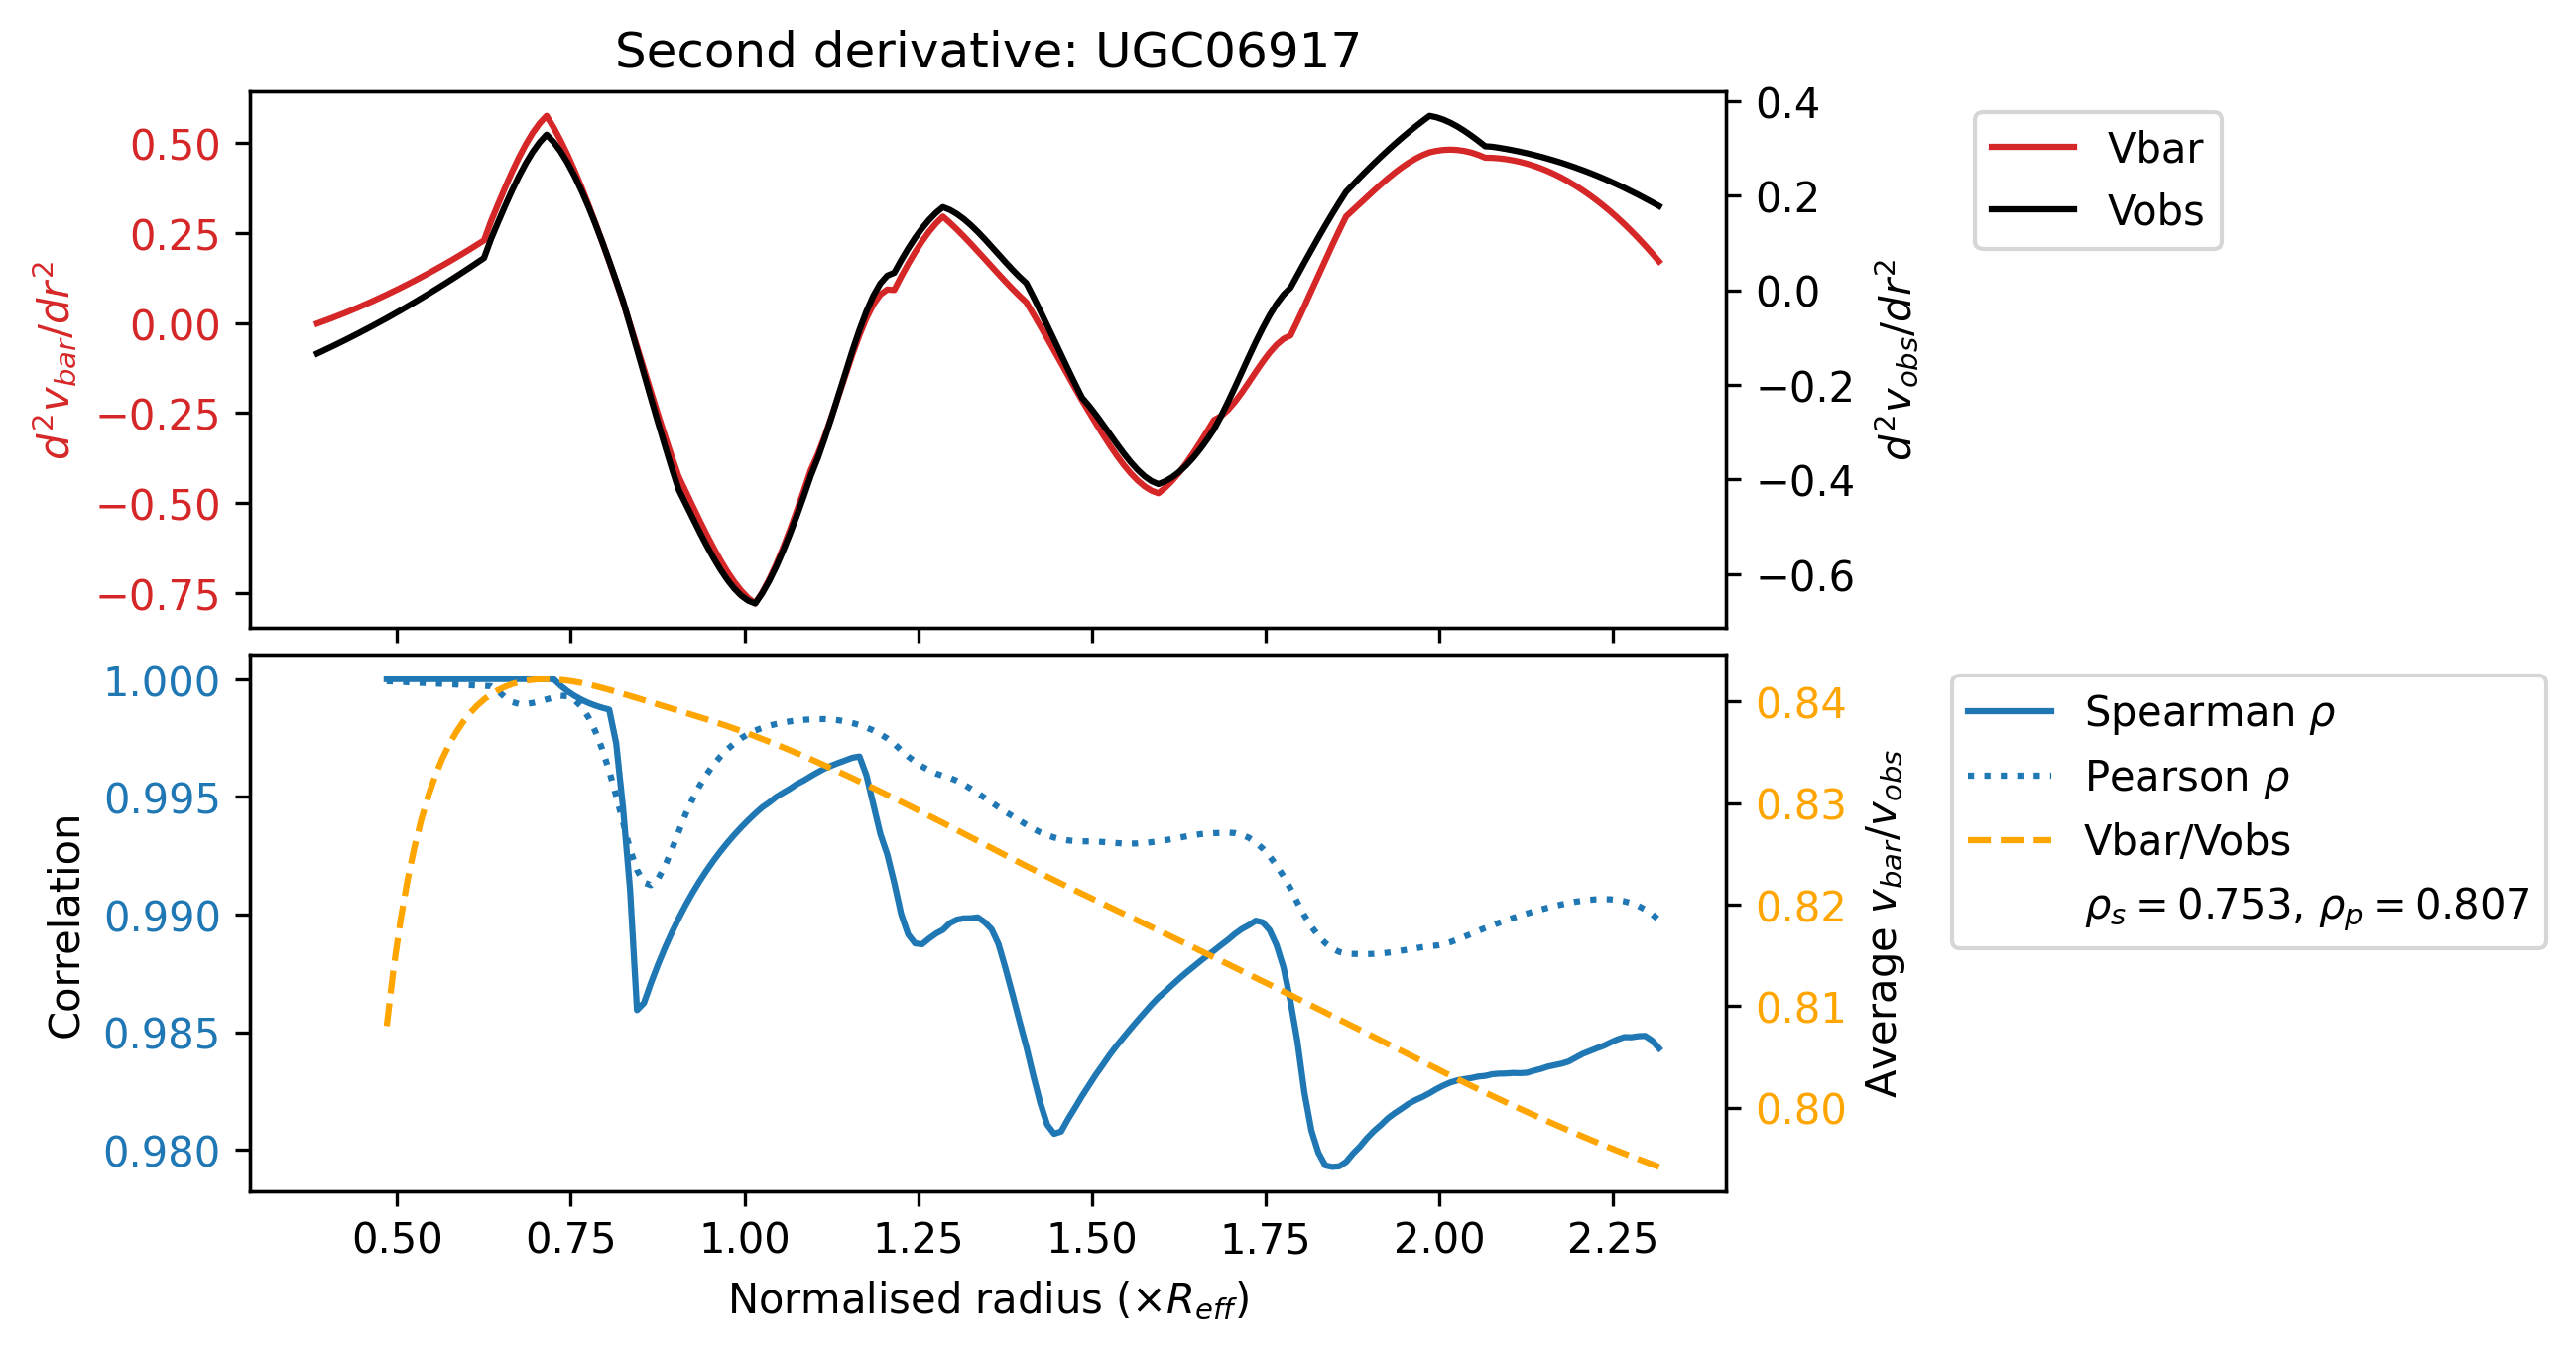 Second derivative: UGC06917
0.50
0.25
0.00
−0.25
−0.50
−0.75
d²v_bar/dr²
0.4
0.2
0.0
−0.2
−0.4
−0.6
d²v_obs/dr²
Vbar
Vobs
1.000
0.995
0.990
0.985
0.980
Correlation
0.84
0.83
0.82
0.81
0.80
Average v_bar/v_obs
Spearman ρ
Pearson ρ
Vbar/Vobs
ρ_s = 0.753, ρ_p = 0.807
0.50 0.75 1.00 1.25 1.50 1.75 2.00 2.25
Normalised radius (×R_eff)